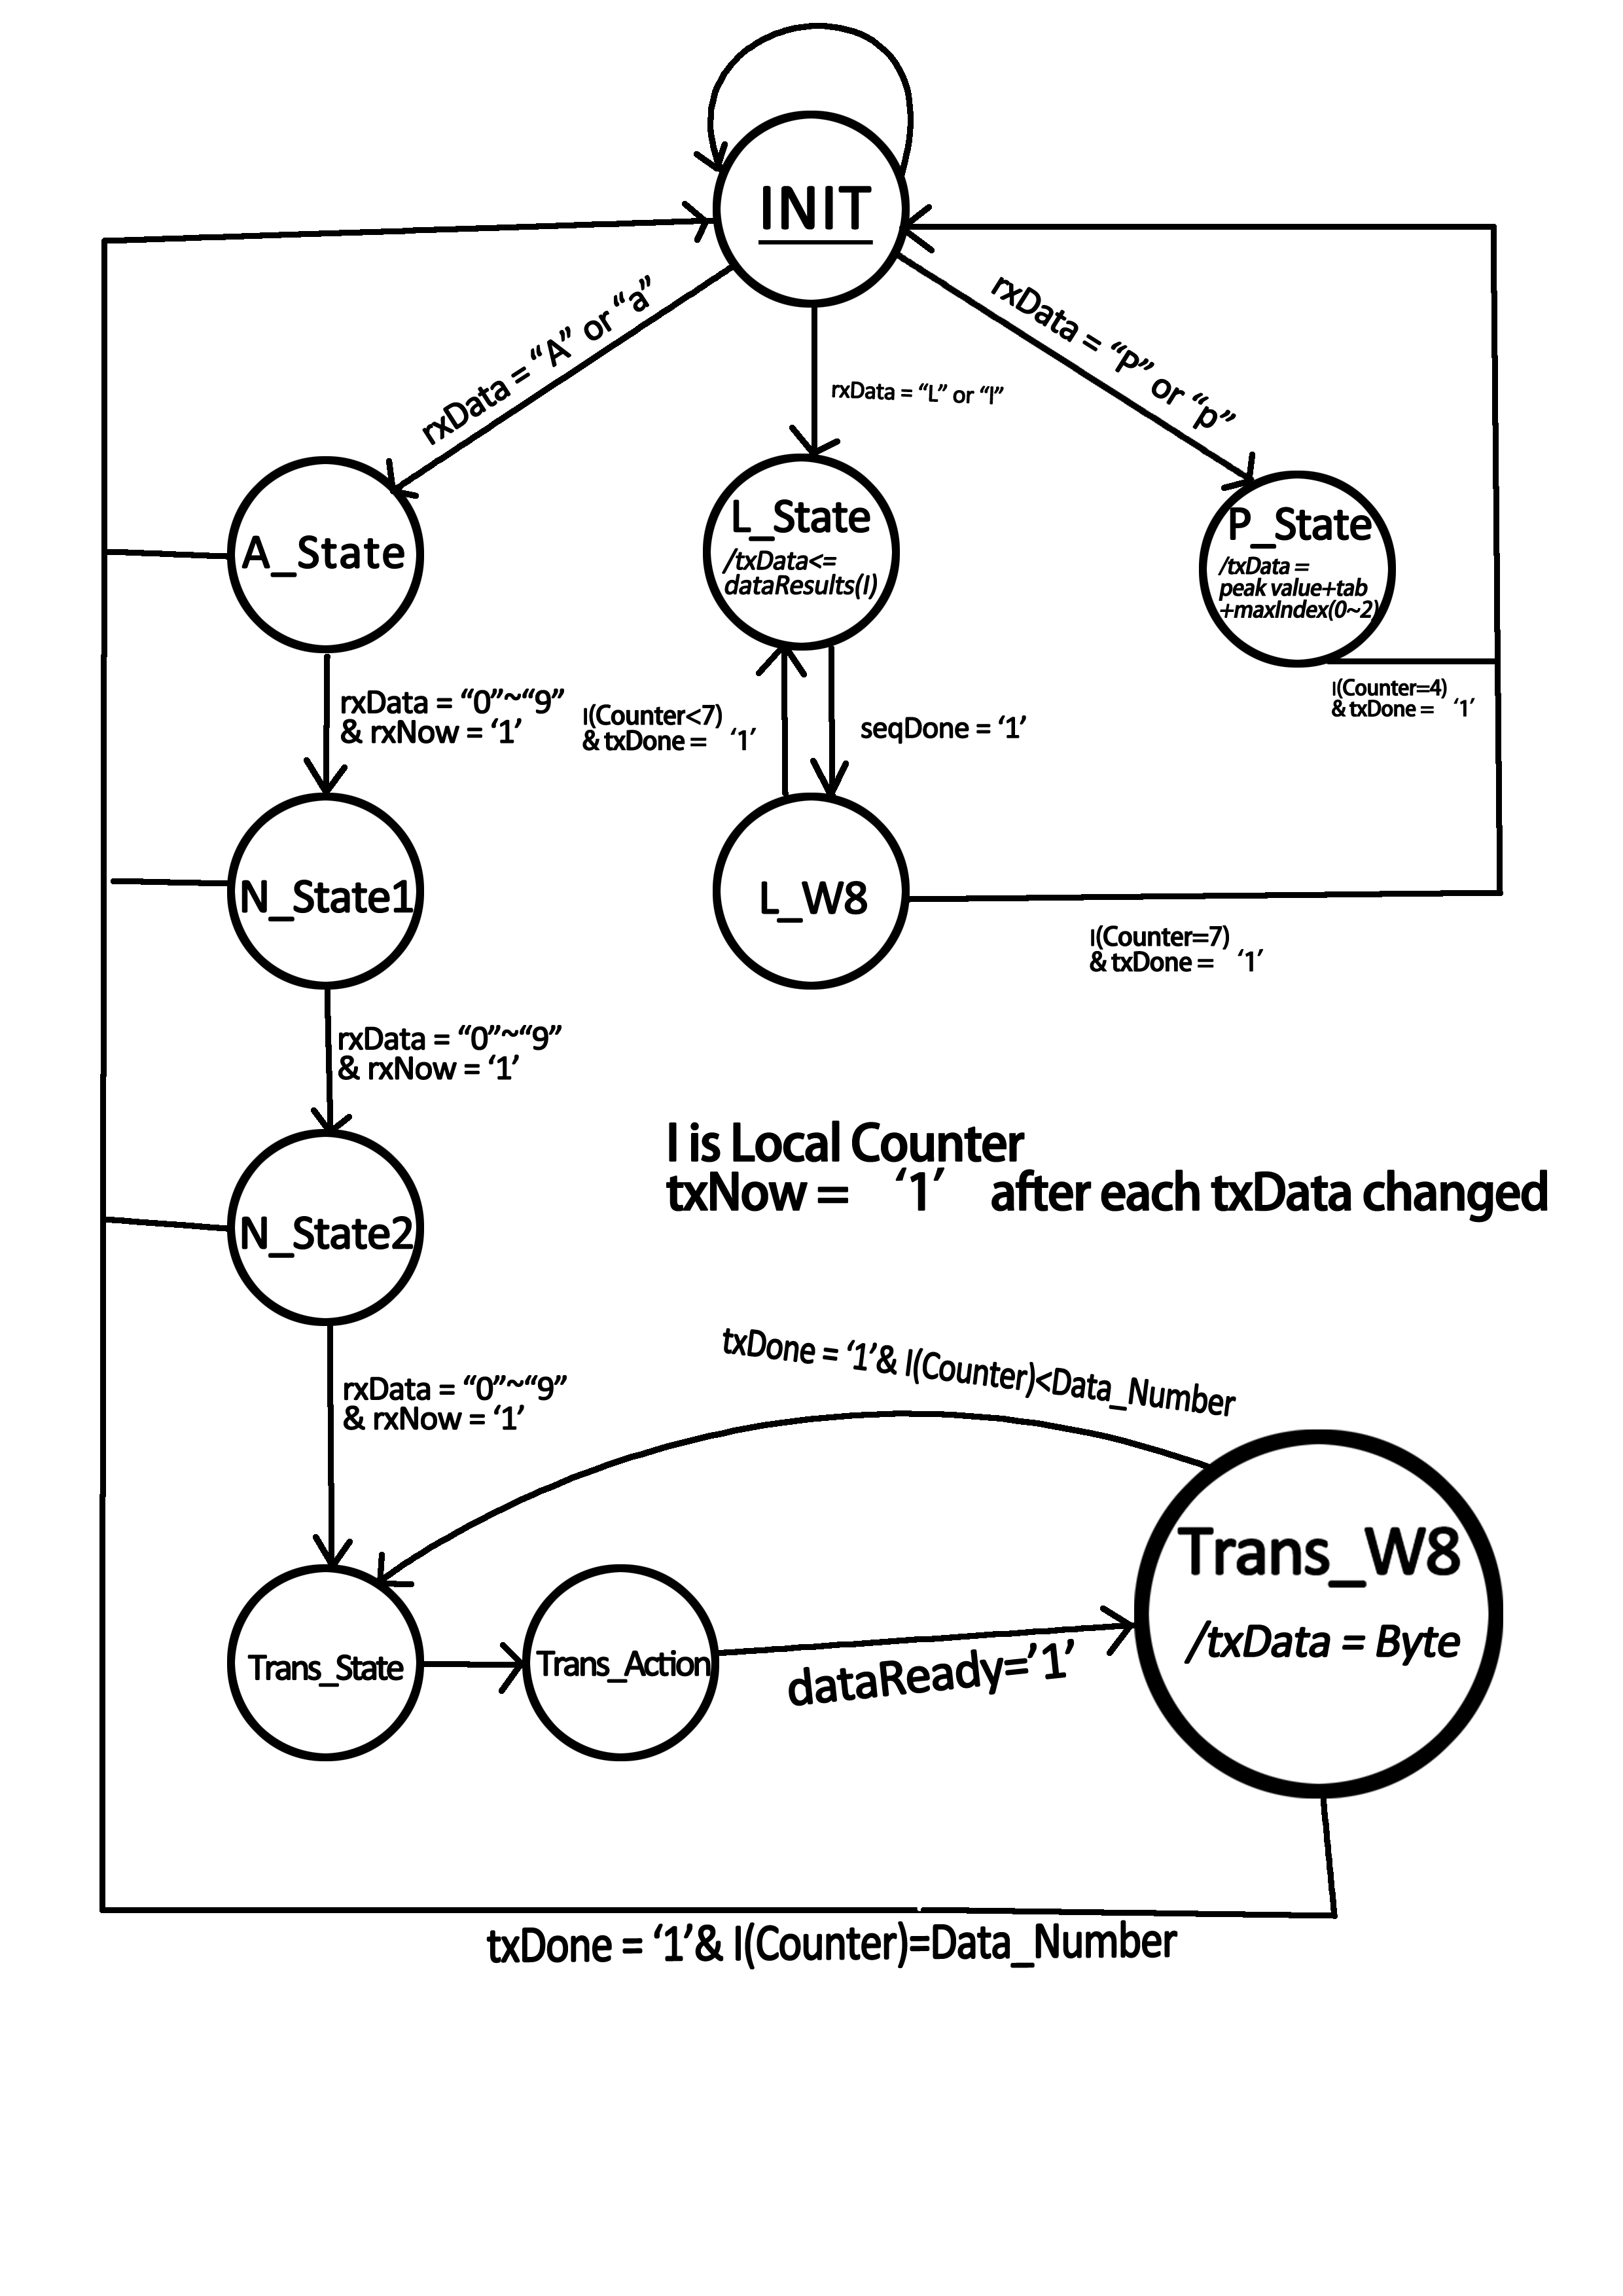 INIT
rxData = “A” or “a”
rxData = “L” or “l”
rxData = “P” or “p”
A_State
L_State
/txData<=
dataResults(I)
P_State
/txData =
peak value+tab
+maxIndex(0~2)
rxData = “0”~“9”
& rxNow = ‘1’
I(Counter<7)
& txDone = ‘1’
seqDone = ‘1’
I(Counter=4)
& txDone = ‘1’
N_State1
L_W8
I(Counter=7)
& txDone = ‘1’
rxData = “0”~“9”
& rxNow = ‘1’
I is Local Counter
txNow = ‘1’ after each txData changed
N_State2
rxData = “0”~“9”
& rxNow = ‘1’
txDone = ‘1’& I(Counter)<Data_Number
Trans_State
Trans_Action
dataReady=’1’
Trans_W8
/txData = Byte
txDone = ‘1’& I(Counter)=Data_Number